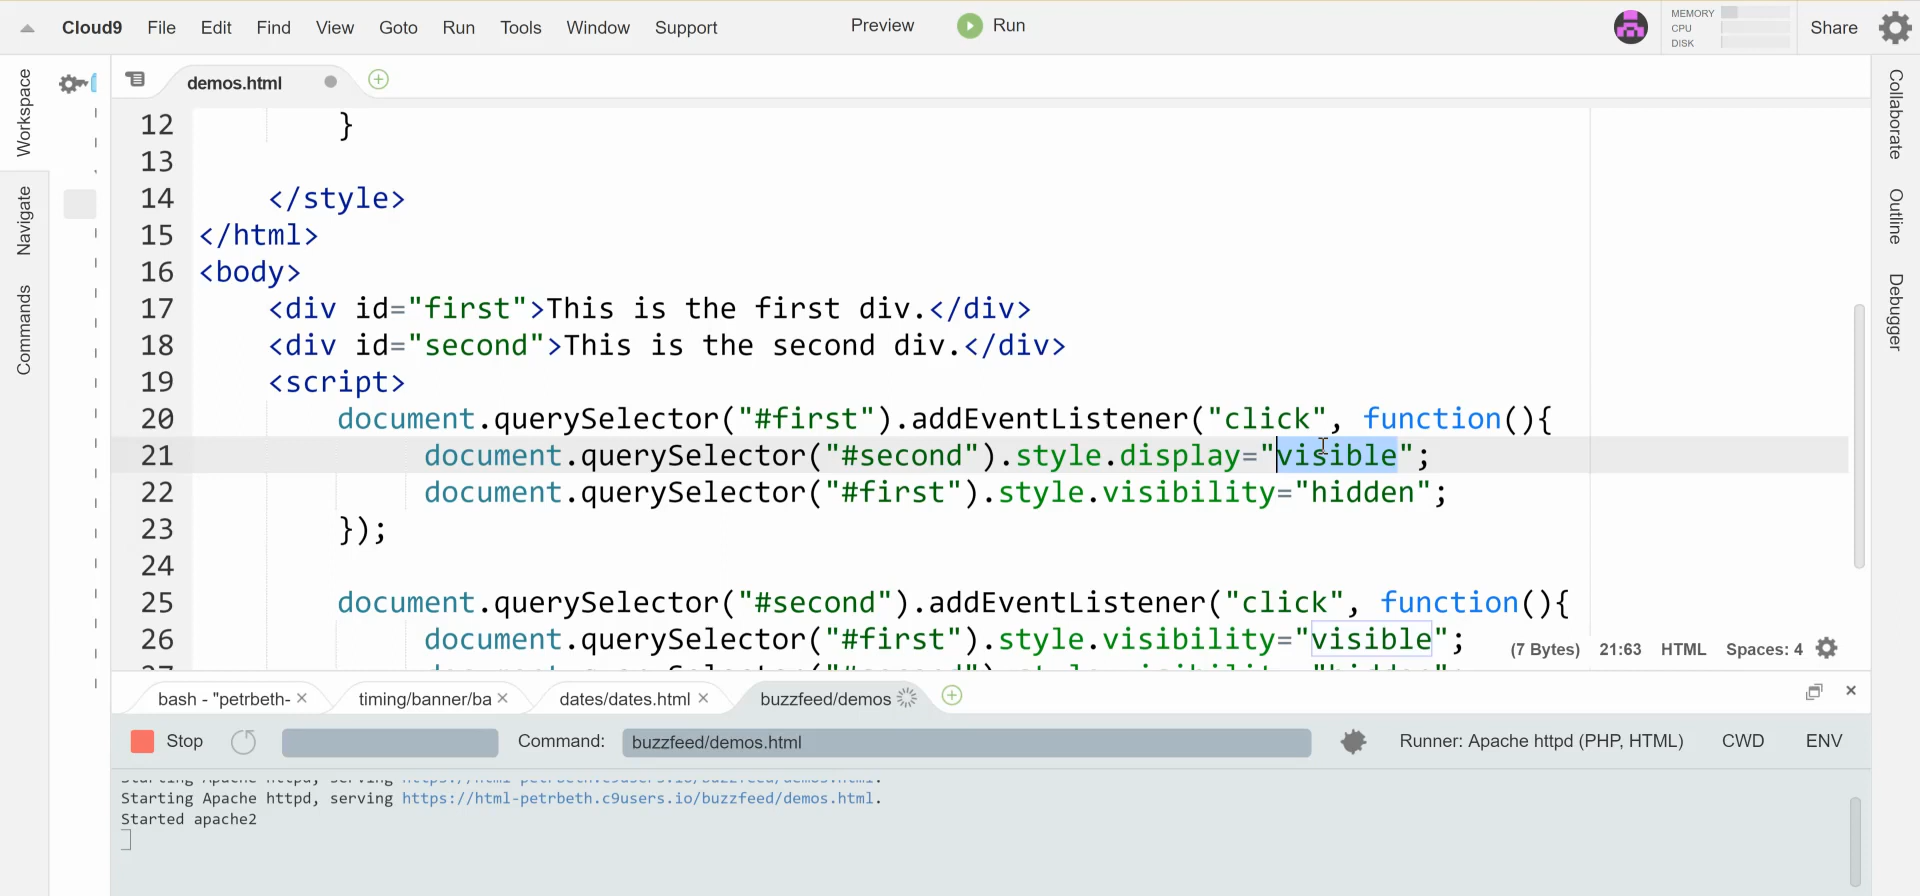 Cloud9 File Edit Find View Goto Run Tools Window Support Preview Run MEMORY Share
CPU
DISK
Workspace
Navigate
Commands
demos.html
12 }
13
14 </style>
15 </html>
16 <body>
17 <div id="first">This is the first div.</div>
18 <div id="second">This is the second div.</div>
19 <script>
20 document.querySelector("#first").addEventListener("click", function(){
21 document.querySelector("#second").style.display="visible";
22 document.querySelector("#first").style.visibility="hidden";
23 });
24
25 document.querySelector("#second").addEventListener("click", function(){
26 document.querySelector("#first").style.visibility="visible";
(7 Bytes) 21:63 HTML Spaces: 4
Collaborate
Outline
Debugger
bash - "petrbeth- timing/banner/ba dates/dates.html buzzfeed/demos
Stop Command: buzzfeed/demos.html Runner: Apache httpd (PHP, HTML) CWD ENV
Starting Apache httpd, serving https://html-petrbeth.c9users.io/buzzfeed/demos.html.
Started apache2